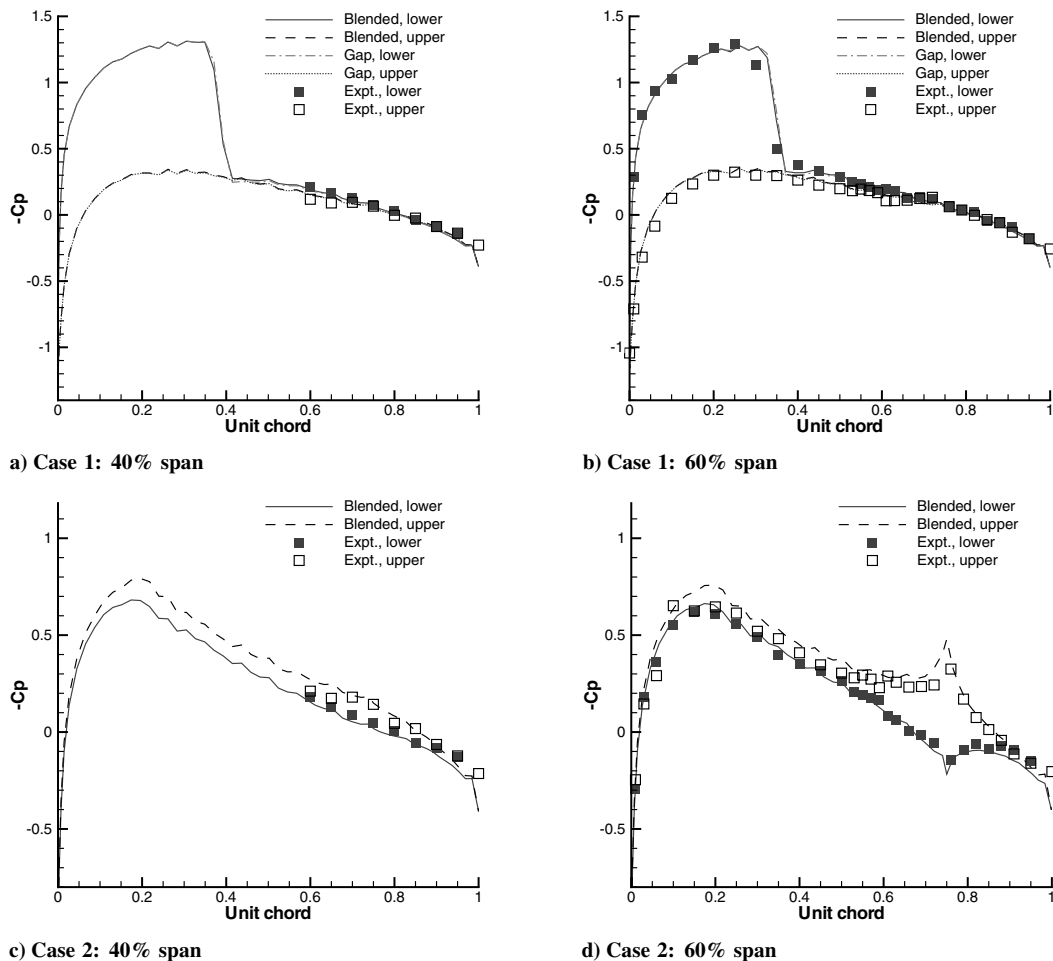 1.5
1
0.5
0
-0.5
-1
-Cp
0
0.2
0.4
0.6
0.8
1
Unit chord
Blended, lower
Blended, upper
Gap, lower
Gap, upper
Expt., lower
Expt., upper
a) Case 1: 40% span
1.5
1
0.5
0
-0.5
-1
-Cp
0
0.2
0.4
0.6
0.8
1
Unit chord
Blended, lower
Blended, upper
Gap, lower
Gap, upper
Expt., lower
Expt., upper
b) Case 1: 60% span
1
0.5
0
-0.5
-Cp
0
0.2
0.4
0.6
0.8
1
Unit chord
Blended, lower
Blended, upper
Expt., lower
Expt., upper
c) Case 2: 40% span
1
0.5
0
-0.5
-Cp
0
0.2
0.4
0.6
0.8
1
Unit chord
Blended, lower
Blended, upper
Expt., lower
Expt., upper
d) Case 2: 60% span